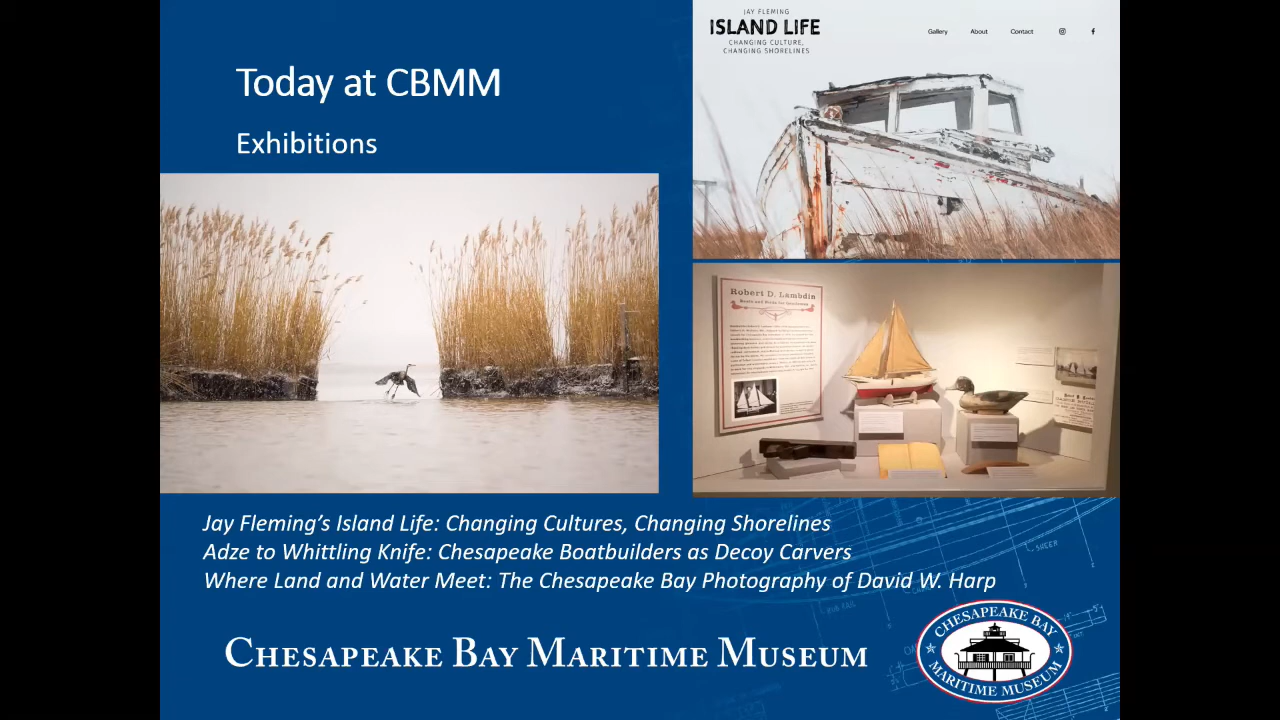 Today at CBMM
Exhibitions
JAY FLEMING
ISLAND LIFE
CHANGING CULTURE,
CHANGING SHORELINES
Gallery About Contact
Robert D. Lambdin
Jay Fleming's Island Life: Changing Cultures, Changing Shorelines
Adze to Whittling Knife: Chesapeake Boatbuilders as Decoy Carvers
Where Land and Water Meet: The Chesapeake Bay Photography of David W. Harp
SHEER
CHESAPEAKE BAY MARITIME MUSEUM
CHESAPEAKE BAY
MARITIME MUSEUM